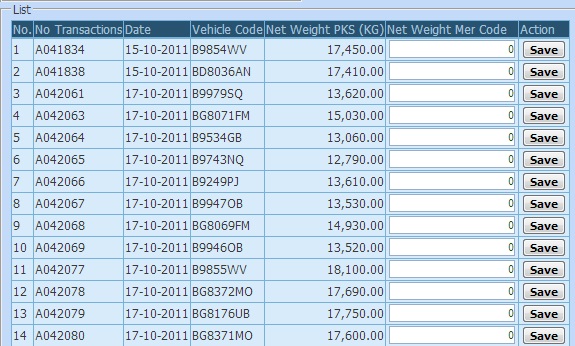 List
No. No Transactions Date Vehicle Code Net Weight PKS (KG) Net Weight Mer Code Action
1 A041834 15-10-2011 B9854WV 17,450.00 0 Save
2 A041838 15-10-2011 BD8036AN 17,410.00 0 Save
3 A042061 17-10-2011 B9979SQ 13,620.00 0 Save
4 A042063 17-10-2011 BG8071FM 15,030.00 0 Save
5 A042064 17-10-2011 B9534GB 13,060.00 0 Save
6 A042065 17-10-2011 B9743NQ 12,790.00 0 Save
7 A042066 17-10-2011 B9249PJ 13,610.00 0 Save
8 A042067 17-10-2011 B9947OB 13,530.00 0 Save
9 A042068 17-10-2011 BG8069FM 14,930.00 0 Save
10 A042069 17-10-2011 B9946OB 13,520.00 0 Save
11 A042077 17-10-2011 B9855WV 18,100.00 0 Save
12 A042078 17-10-2011 BG8372MO 17,690.00 0 Save
13 A042079 17-10-2011 BG8176UB 17,750.00 0 Save
14 A042080 17-10-2011 BG8371MO 17,600.00 0 Save